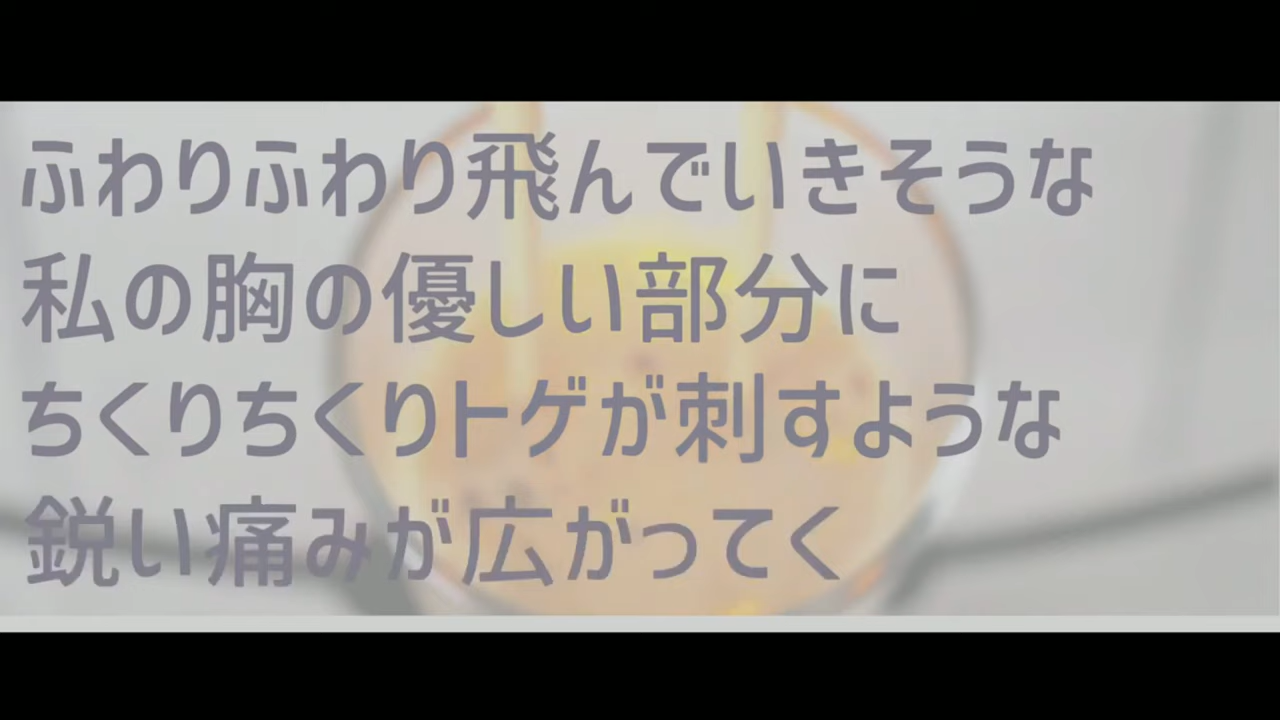 ふわりふわり飛んでいきそうな
私の胸の優しい部分に
ちくりちくりトゲが刺すような
鋭い痛みが広がってく